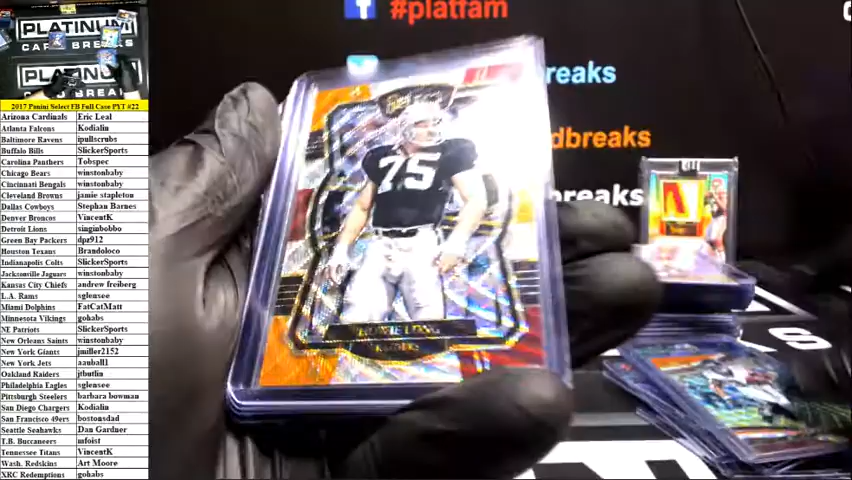 PLATINUM
CARD BREAKS
PLATINUM
2017 Panini Select FB Full Case PYT #22
Arizona Cardinals Eric Leal
Atlanta Falcons Kodialin
Baltimore Ravens ipullscrubs
Buffalo Bills SlickerSports
Carolina Panthers Tobspec
Chicago Bears winstonbaby
Cincinnati Bengals winstonbaby
Cleveland Browns jamie stapleton
Dallas Cowboys Stephan Barnes
Denver Broncos VincentK
Detroit Lions singinbobbo
Green Bay Packers dpz912
Houston Texans Brandoloco
Indianapolis Colts SlickerSports
Jacksonville Jaguars winstonbaby
Kansas City Chiefs andrew freiberg
L.A. Rams sglensee
Miami Dolphins FatCatMatt
Minnesota Vikings gohabs
NE Patriots SlickerSports
New Orleans Saints winstonbaby
New York Giants jmiller2152
New York Jets aauball1
Oakland Raiders jtbutlin
Philadelphia Eagles sglensee
Pittsburgh Steelers barbara bowman
San Diego Chargers Kodialin
San Francisco 49ers bostonsdad
Seattle Seahawks Dan Gardner
T.B. Buccaneers mfoist
Tennessee Titans VincentK
Wash. Redskins Art Moore
XRC Redemptions gohabs
f #platfam
breaks
dbreaks
breaks
75
HOWIE LONG
RAIDERS